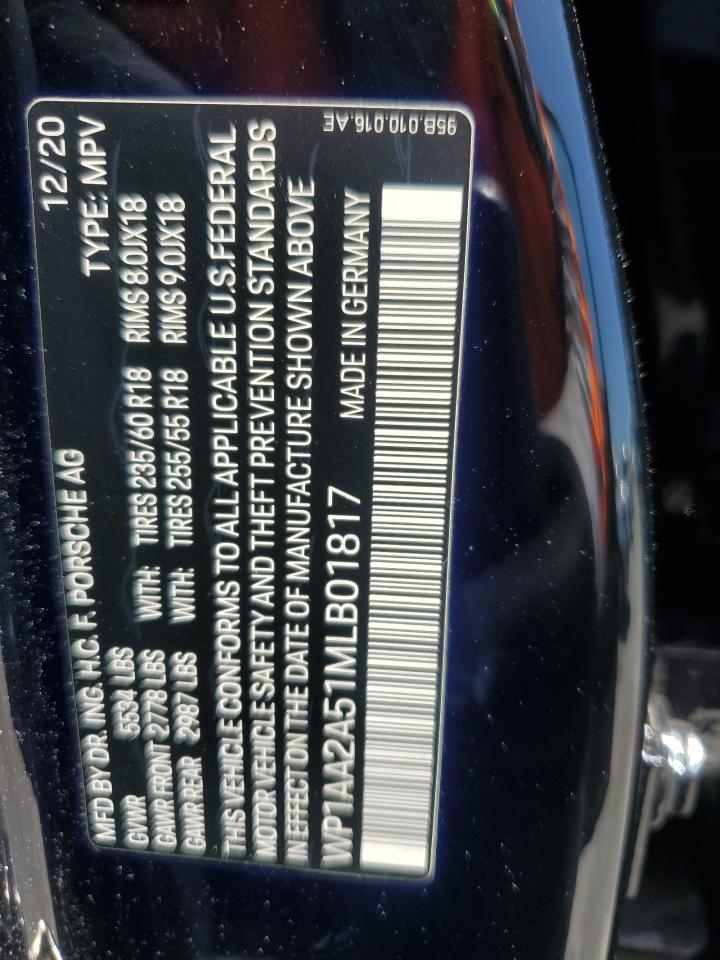 MFD BY DR. ING. H.C. F. PORSCHE AG 12/20
GVWR 5534 LBS TYPE: MPV
GAWR FRONT 2778 LBS WITH: TIRES 235/60 R18 RIMS 8.0JX18
GAWR REAR 2987 LBS WITH: TIRES 255/55 R18 RIMS 9.0JX18
THIS VEHICLE CONFORMS TO ALL APPLICABLE U.S.FEDERAL
MOTOR VEHICLE SAFETY AND THEFT PREVENTION STANDARDS
IN EFFECT ON THE DATE OF MANUFACTURE SHOWN ABOVE
WP1AA2A51MLB01817 MADE IN GERMANY
95B.010.016.AE